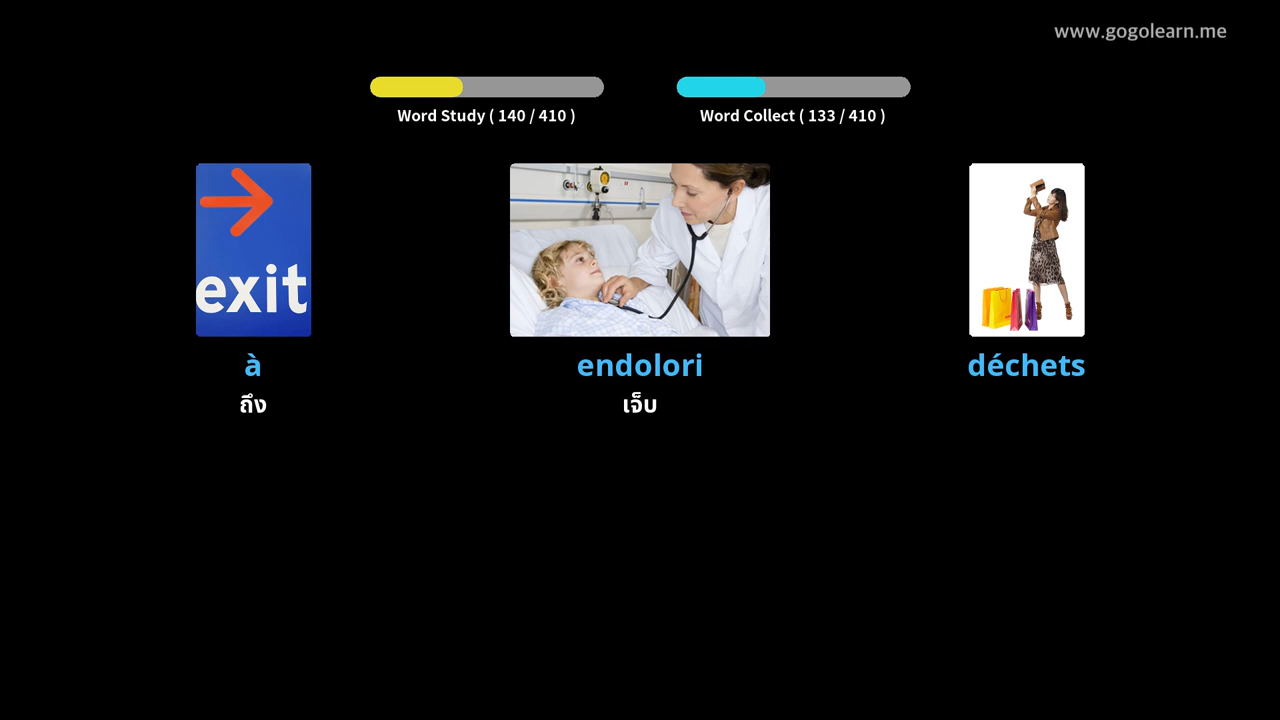 www.gogolearn.me
Word Study ( 140 / 410 )
Word Collect ( 133 / 410 )
exit
à
endolori
déchets
ถึง
เจ็บ